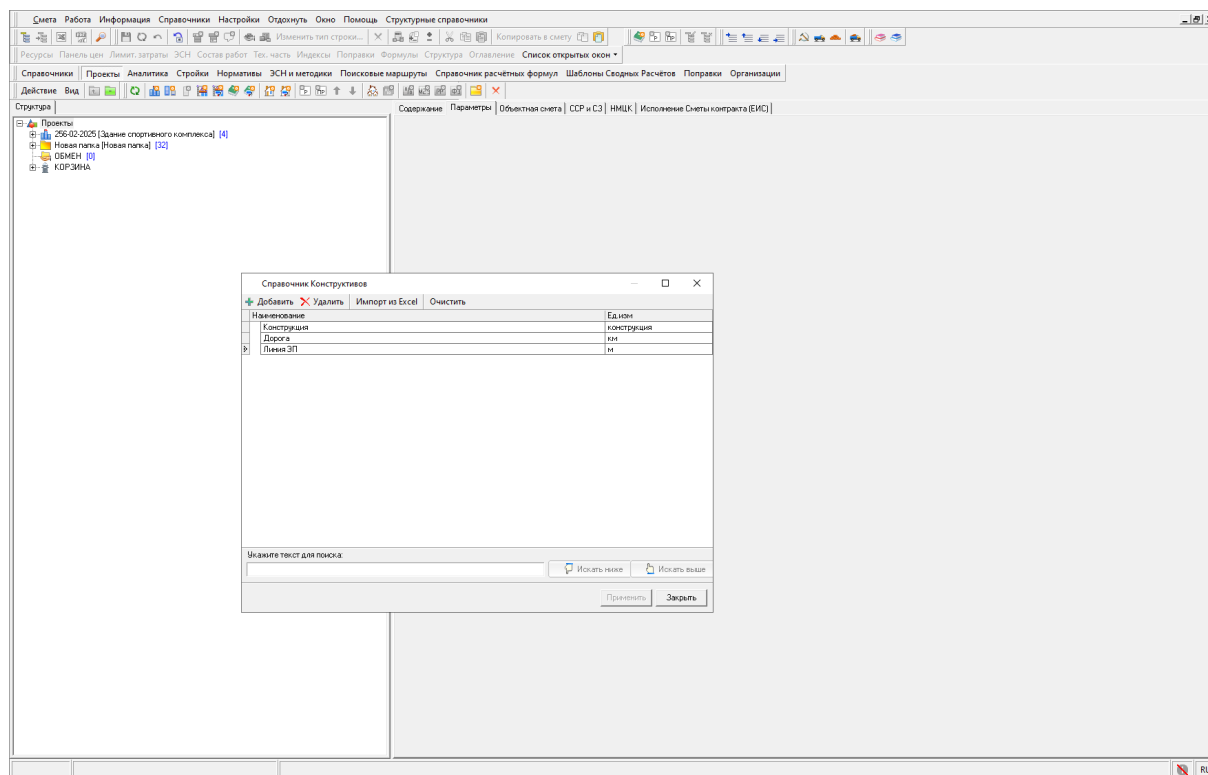 Смета Работа Информация Справочники Настройки Отдохнуть Окно Помощь Структурные справочники
Изменить тип строки... Копировать в смету
Ресурсы Панель цен Лимит. затраты ЭСН Состав работ Тех. часть Индексы Поправки Формулы Структура Оглавление Список открытых окон
Справочники Проекты Аналитика Стройки Нормативы ЭСН и методики Поисковые маршруты Справочник расчётных формул Шаблоны Сводных Расчётов Поправки Организации
Действие Вид
Структура
Содержание Параметры Объектная смета ССР и СЗ НМЦК Исполнение Сметы контракта (ЕИС)
Проекты
256-02-2025 [Здание спортивного комплекса] [4]
Новая папка [Новая папка] [32]
ОБМЕН [0]
КОРЗИНА
Справочник Конструктивов
Добавить Удалить Импорт из Excel Очистить
Наименование Ед.изм
Конструкция конструкция
Дорога км
Линия ЭП м
Укажите текст для поиска:
Искать ниже Искать выше
Применить Закрыть